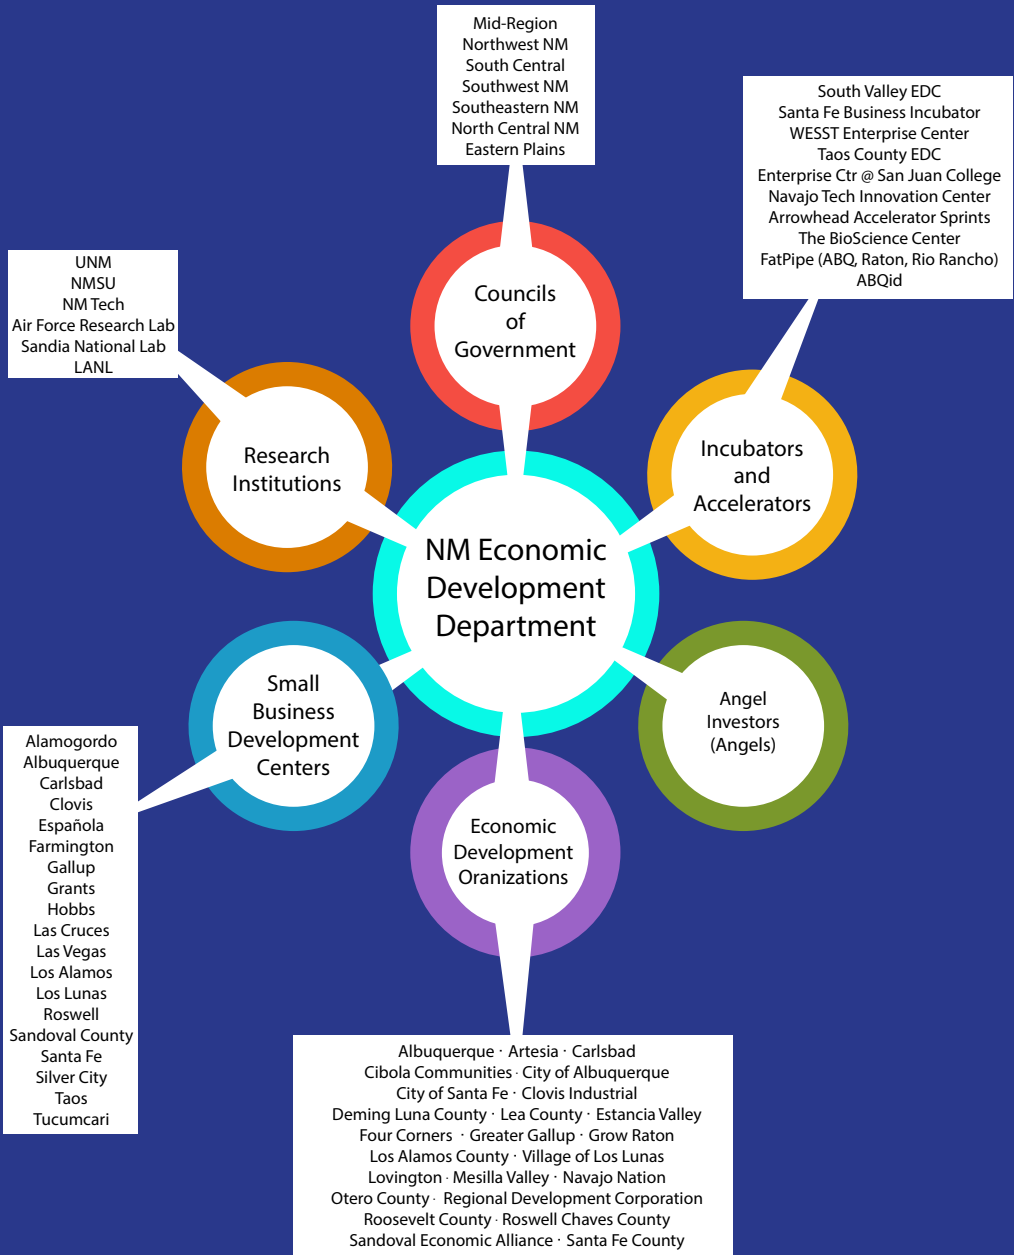 Mid-Region
Northwest NM
South Central
Southwest NM
Southeastern NM
North Central NM
Eastern Plains
South Valley EDC
Santa Fe Business Incubator
WESST Enterprise Center
Taos County EDC
Enterprise Ctr @ San Juan College
Navajo Tech Innovation Center
Arrowhead Accelerator Sprints
The BioScience Center
FatPipe (ABQ, Raton, Rio Rancho)
ABQid
UNM
NMSU
NM Tech
Air Force Research Lab
Sandia National Lab
LANL
Councils
of
Government
Research
Institutions
Incubators
and
Accelerators
NM Economic
Development
Department
Small
Business
Development
Centers
Angel
Investors
(Angels)
Economic
Development
Oranizations
Alamogordo
Albuquerque
Carlsbad
Clovis
Española
Farmington
Gallup
Grants
Hobbs
Las Cruces
Las Vegas
Los Alamos
Los Lunas
Roswell
Sandoval County
Santa Fe
Silver City
Taos
Tucumcari
Albuquerque · Artesia · Carlsbad
Cibola Communities · City of Albuquerque
City of Santa Fe · Clovis Industrial
Deming Luna County · Lea County · Estancia Valley
Four Corners · Greater Gallup · Grow Raton
Los Alamos County · Village of Los Lunas
Lovington · Mesilla Valley · Navajo Nation
Otero County · Regional Development Corporation
Roosevelt County · Roswell Chaves County
Sandoval Economic Alliance · Santa Fe County